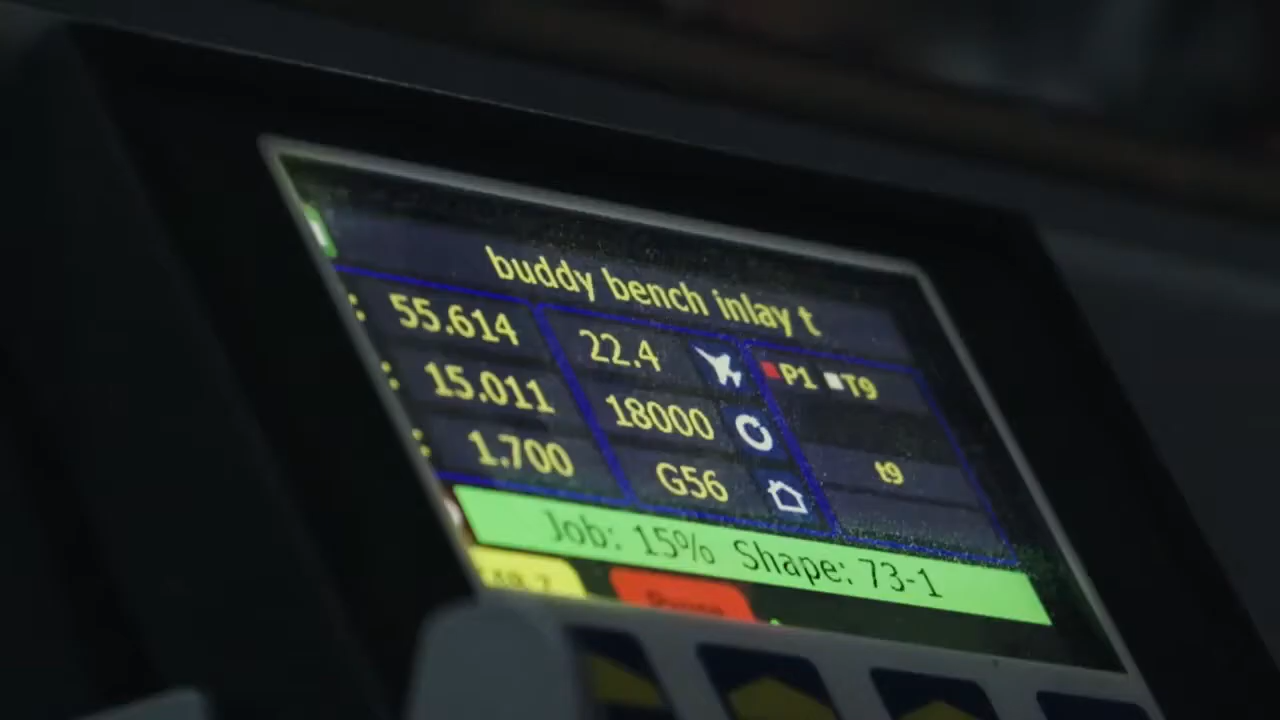 buddy bench inlay t
: 55.614 22.4 P1 T9
: 15.011 18000
: 1.700 G56 t9
Job: 15% Shape: 73-1